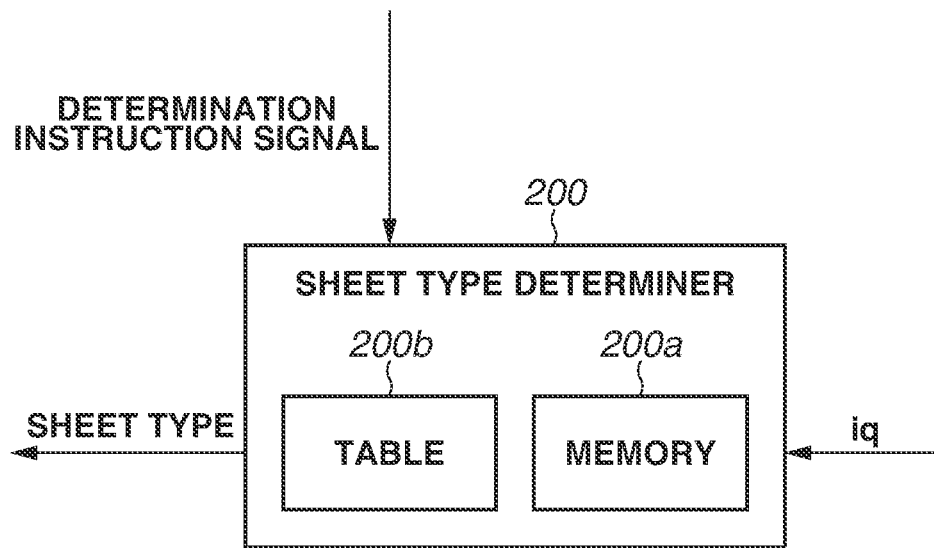 DETERMINATION
INSTRUCTION SIGNAL
200
SHEET TYPE DETERMINER
200b
200a
SHEET TYPE
TABLE
MEMORY
iq